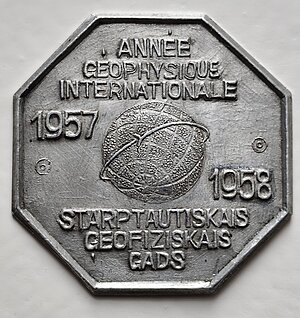 ANNÉE
GEOPHYSIQUE
INTERNATIONALE
1957
1958
STARPTAUTISKAIS
GEOFIZISKAIS
GADS